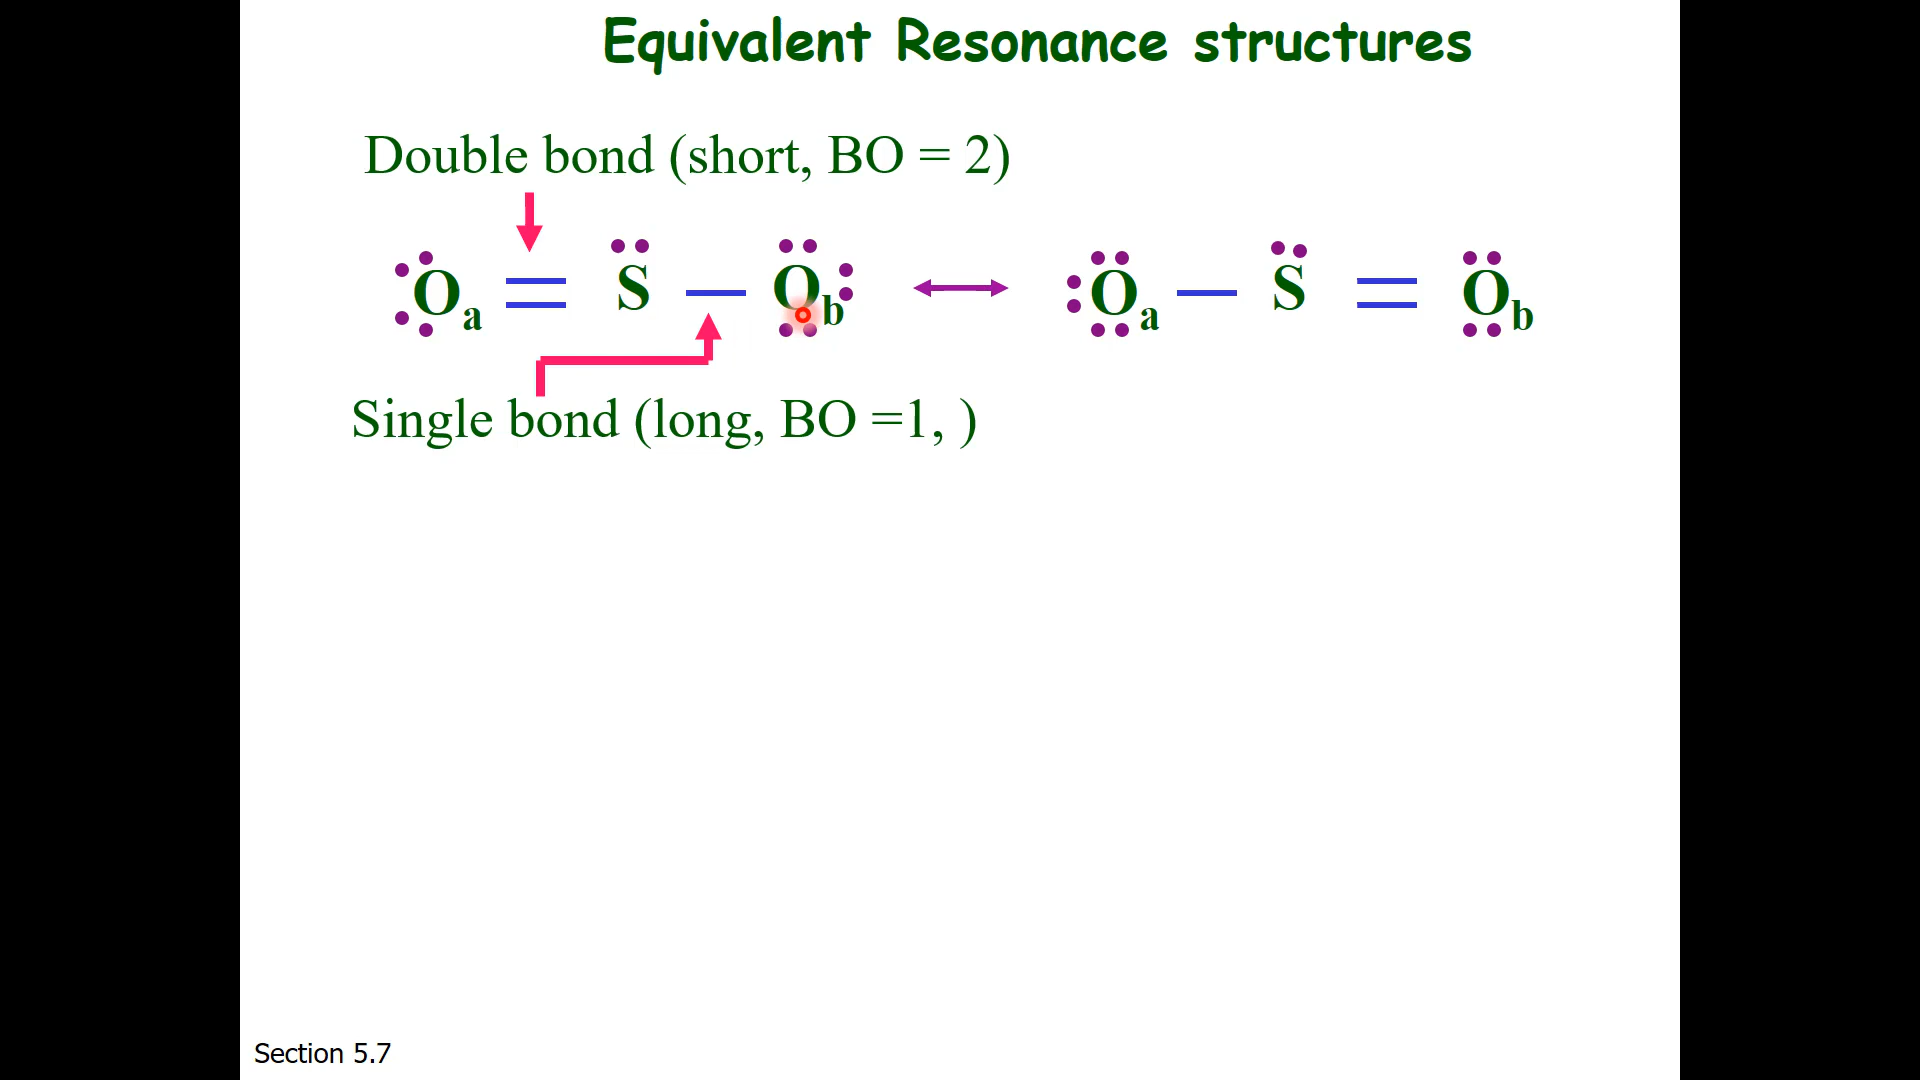 Equivalent Resonance structures
Double bond (short, BO = 2)
Oa = S — Ob ↔ Oa — S = Ob
Single bond (long, BO =1, )
Section 5.7